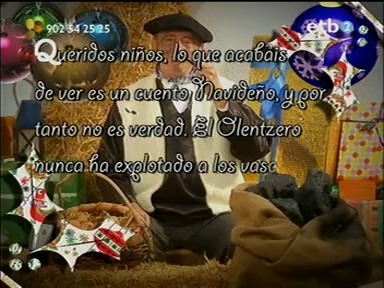 902 54 25 25
etb 2
Queridos niños, lo que acabáis
de ver es un cuento Navideño, y por
tanto no es verdad. El Olentzero
nunca ha explotado a los vasc